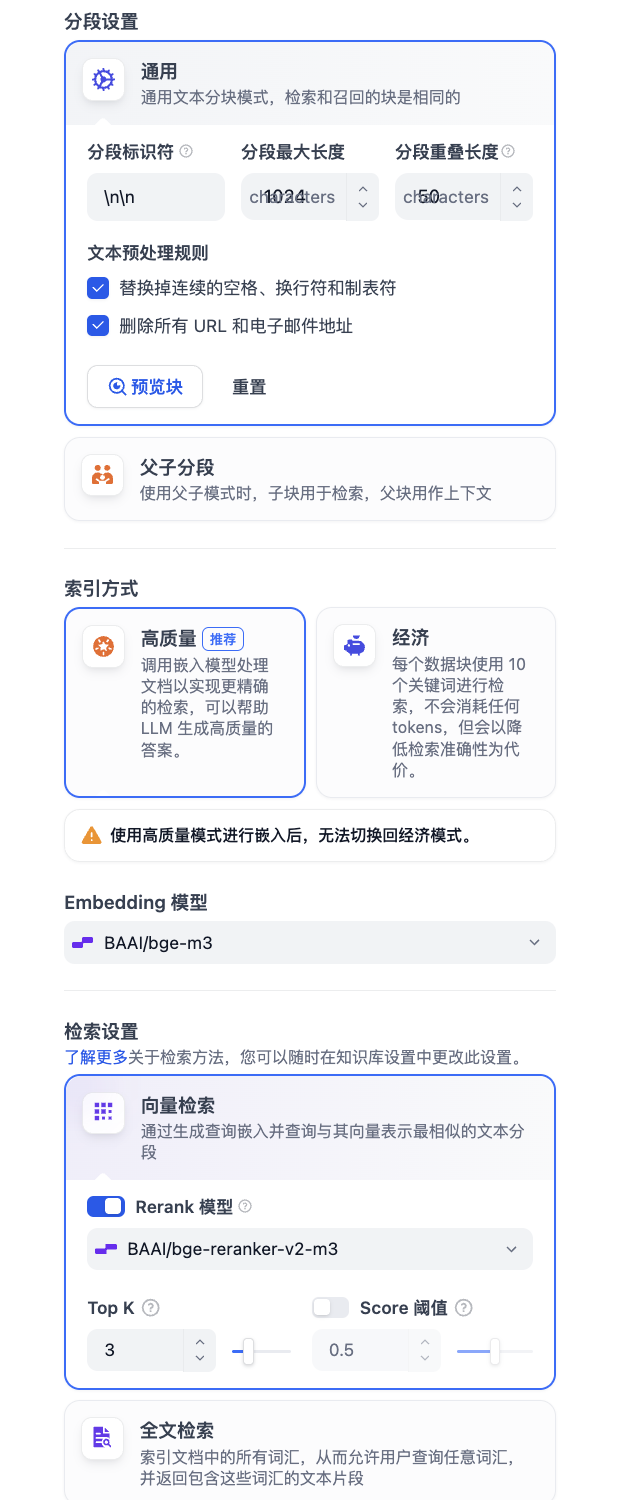 分段设置
通用
通用文本分块模式，检索和召回的块是相同的
分段标识符 分段最大长度 分段重叠长度
\n\n 1024 characters 50 characters
文本预处理规则
替换掉连续的空格、换行符和制表符
删除所有 URL 和电子邮件地址
预览块 重置
父子分段
使用父子模式时，子块用于检索，父块用作上下文
索引方式
高质量 推荐
调用嵌入模型处理
文档以实现更精确
的检索，可以帮助
LLM 生成高质量的
答案。
经济
每个数据块使用 10
个关键词进行检
索，不会消耗任何
tokens，但会以降
低检索准确性为代
价。
使用高质量模式进行嵌入后，无法切换回经济模式。
Embedding 模型
BAAI/bge-m3
检索设置
了解更多关于检索方法，您可以随时在知识库设置中更改此设置。
向量检索
通过生成查询嵌入并查询与其向量表示最相似的文本分
段
Rerank 模型
BAAI/bge-reranker-v2-m3
Top K Score 阈值
3 0.5
全文检索
索引文档中的所有词汇，从而允许用户查询任意词汇，
并返回包含这些词汇的文本片段